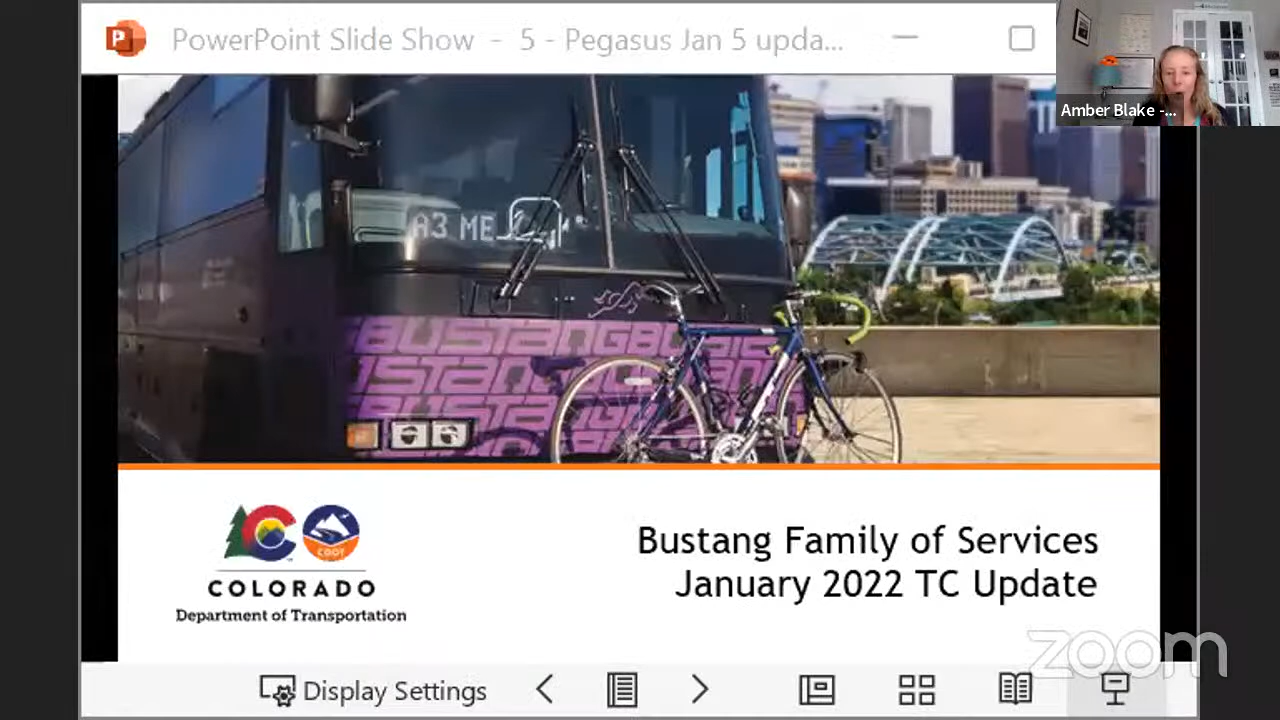 PowerPoint Slide Show - 5 - Pegasus Jan 5 upda...
Amber Blake -...
A3 ME
BUSTANG
BUSTANG
CDOT
COLORADO
Department of Transportation
Bustang Family of Services
January 2022 TC Update
zoom
Display Settings